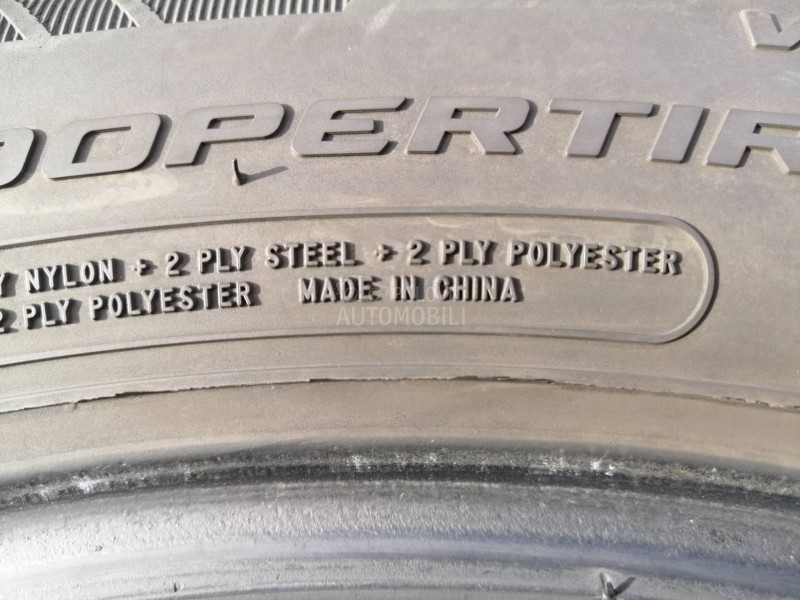 OOPERTIR
Y NYLON + 2 PLY STEEL + 2 PLY POLYESTER
2 PLY POLYESTER MADE IN CHINA
AUTOMOBILI